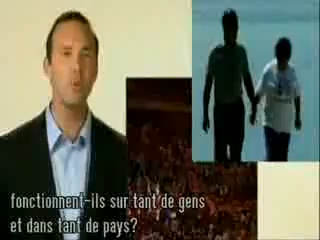 fonctionnent-ils sur tant de gens
et dans tant de pays?